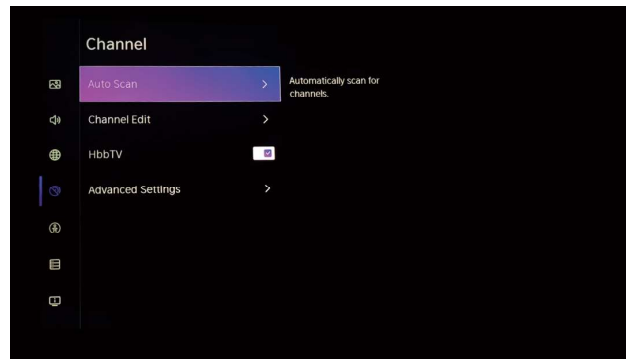 Channel
Auto Scan
Automatically scan for
channels.
Channel Edit
HbbTV
Advanced Settings